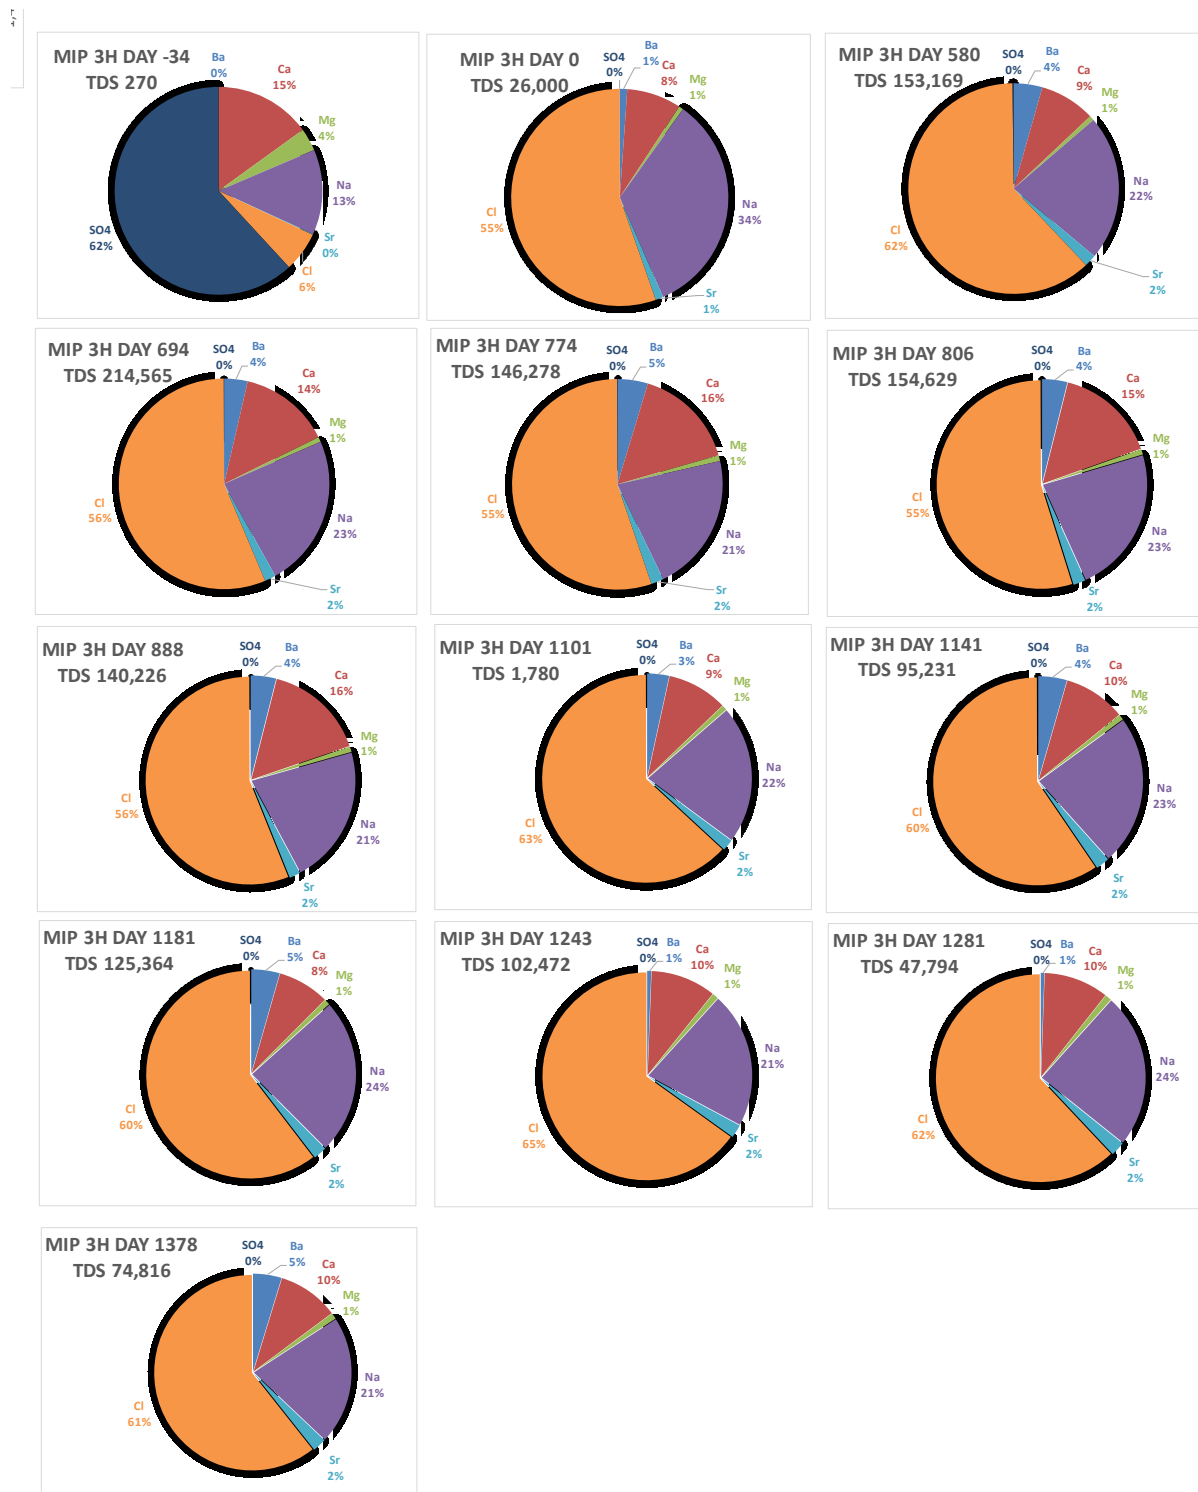 MIP 3H DAY -34
TDS 270
Ba
0%
Ca
15%
Mg
4%
Na
13%
Sr
0%
Cl
6%
SO4
62%
MIP 3H DAY 0
TDS 26,000
SO4
0%
Ba
1%
Ca
8%
Mg
1%
Na
34%
Sr
1%
Cl
55%
MIP 3H DAY 580
TDS 153,169
SO4
0%
Ba
4%
Ca
9%
Mg
1%
Na
22%
Sr
2%
Cl
62%
MIP 3H DAY 694
TDS 214,565
SO4
0%
Ba
4%
Ca
14%
Mg
1%
Na
23%
Sr
2%
Cl
56%
MIP 3H DAY 774
TDS 146,278
SO4
0%
Ba
5%
Ca
16%
Mg
1%
Na
21%
Sr
2%
Cl
55%
MIP 3H DAY 806
TDS 154,629
SO4
0%
Ba
4%
Ca
15%
Mg
1%
Na
23%
Sr
2%
Cl
55%
MIP 3H DAY 888
TDS 140,226
SO4
0%
Ba
4%
Ca
16%
Mg
1%
Na
21%
Sr
2%
Cl
56%
MIP 3H DAY 1101
TDS 1,780
SO4
0%
Ba
3%
Ca
9%
Mg
1%
Na
22%
Sr
2%
Cl
63%
MIP 3H DAY 1141
TDS 95,231
SO4
0%
Ba
4%
Ca
10%
Mg
1%
Na
23%
Sr
2%
Cl
60%
MIP 3H DAY 1181
TDS 125,364
SO4
0%
Ba
5%
Ca
8%
Mg
1%
Na
24%
Sr
2%
Cl
60%
MIP 3H DAY 1243
TDS 102,472
SO4
0%
Ba
1%
Ca
10%
Mg
1%
Na
21%
Sr
2%
Cl
65%
MIP 3H DAY 1281
TDS 47,794
SO4
0%
Ba
1%
Ca
10%
Mg
1%
Na
24%
Sr
2%
Cl
62%
MIP 3H DAY 1378
TDS 74,816
SO4
0%
Ba
5%
Ca
10%
Mg
1%
Na
21%
Sr
2%
Cl
61%